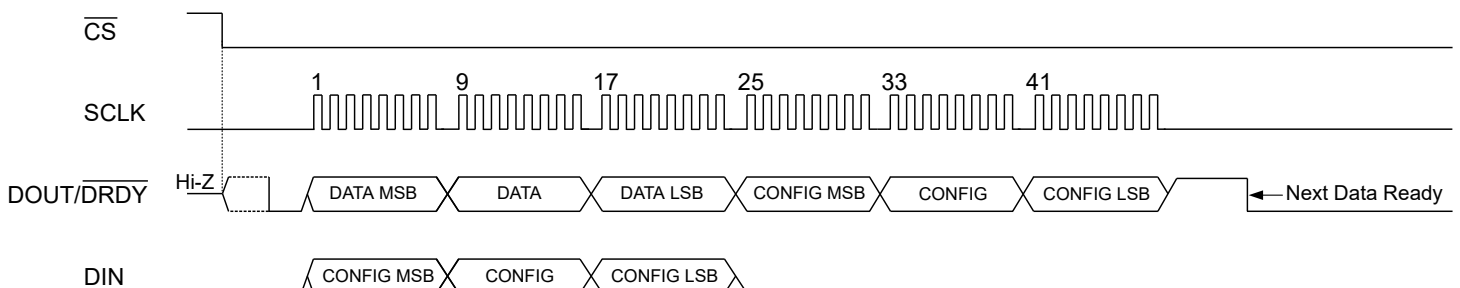 CS
1 9 17 25 33 41
SCLK
Hi-Z
DOUT/DRDY
DATA MSB DATA DATA LSB CONFIG MSB CONFIG CONFIG LSB
Next Data Ready
DIN
CONFIG MSB CONFIG CONFIG LSB